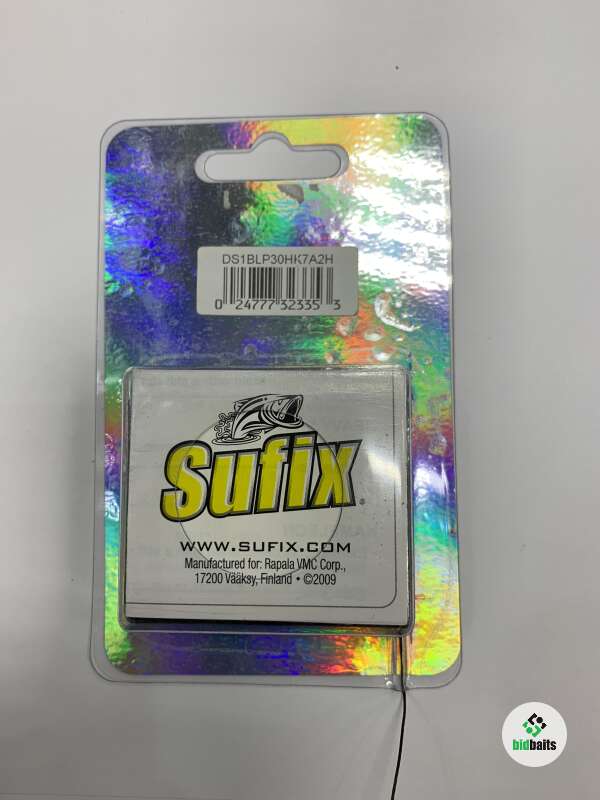 DS1BLP30HK7A2H
0 24777 32335 3
Sufix®
WWW.SUFIX.COM
Manufactured for: Rapala VMC Corp.,
17200 Vääksy, Finland • ©2009
bidbaits